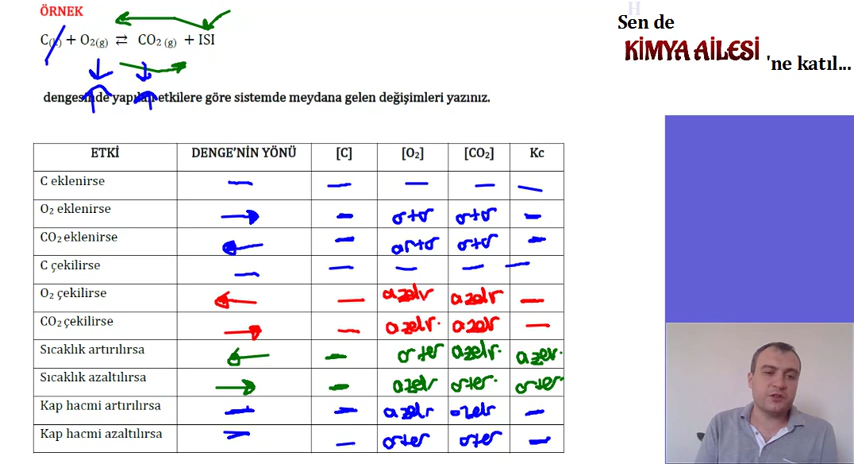 ÖRNEK
Sen de
KİMYA AİLESİ 'ne katıl...
C(k) + O₂(g) ⇄ CO₂ (g) + ISI
dengesinde yapılan etkilere göre sistemde meydana gelen değişimleri yazınız.
ETKİ DENGE'NİN YÖNÜ [C] [O₂] [CO₂] Kc
C eklenirse — — — — —
O₂ eklenirse → — artar artar —
CO₂ eklenirse ← — artar artar —
C çekilirse — — — — —
O₂ çekilirse ← — azalır azalır —
CO₂ çekilirse → — azalır azalır —
Sıcaklık artırılırsa ← — artar azalır azalır
Sıcaklık azaltılırsa → — azalır artar artar
Kap hacmi artırılırsa — — azalır azalır —
Kap hacmi azaltılırsa — — artar artar —